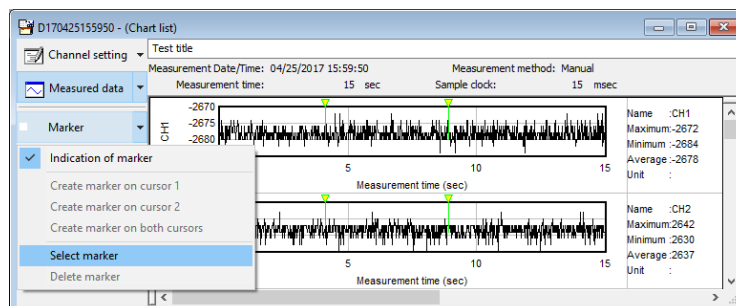 D170425155950 - (Chart list)
Channel setting
Test title
Measurement Date/Time: 04/25/2017 15:59:50 Measurement method: Manual
Measured data
Measurement time: 15 sec Sample clock: 15 msec
Marker
CH1
-2670
-2675
-2680
Name :CH1
Maximum:-2672
Minimum :-2684
Average :-2678
Unit :
5 10 15
Measurement time (sec)
Indication of marker
Create marker on cursor 1
Create marker on cursor 2
Create marker on both cursors
Select marker
Delete marker
Name :CH2
Maximum:2642
Minimum :2630
Average :2637
Unit :
5 10 15
Measurement time (sec)